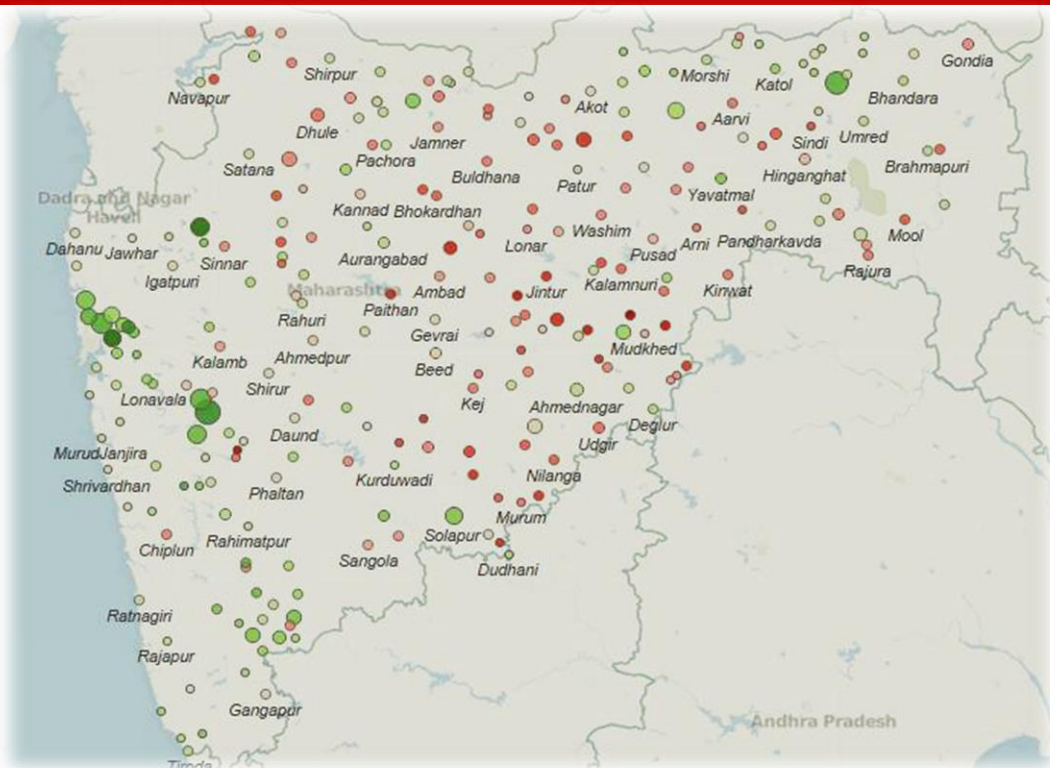 Gondia
Shirpur
Morshi
Katol
Navapur
Akot
Bhandara
Aarvi
Dhule
Jamner
Sindi
Umred
Pachora
Satana
Buldhana
Hinganghat
Brahmapuri
Patur
Yavatmal
Dadra and Nagar
Haveli
Kannad
Bhokardhan
Washim
Arni
Pandharkavda
Mool
Dahanu
Jawhar
Lonar
Pusad
Sinnar
Aurangabad
Igatpuri
Rajura
Kalamnuri
Kinwat
Maharashtra
Ambad
Jintur
Paithan
Rahuri
Gevrai
Mudkhed
Kalamb
Ahmedpur
Beed
Shirur
Lonavala
Kej
Ahmednagar
Deglur
Daund
Udgir
MurudJanjira
Shrivardhan
Kurduwadi
Nilanga
Phaltan
Murum
Chiplun
Rahimatpur
Solapur
Sangola
Dudhani
Ratnagiri
Rajapur
Gangapur
Andhra Pradesh
Tiroda